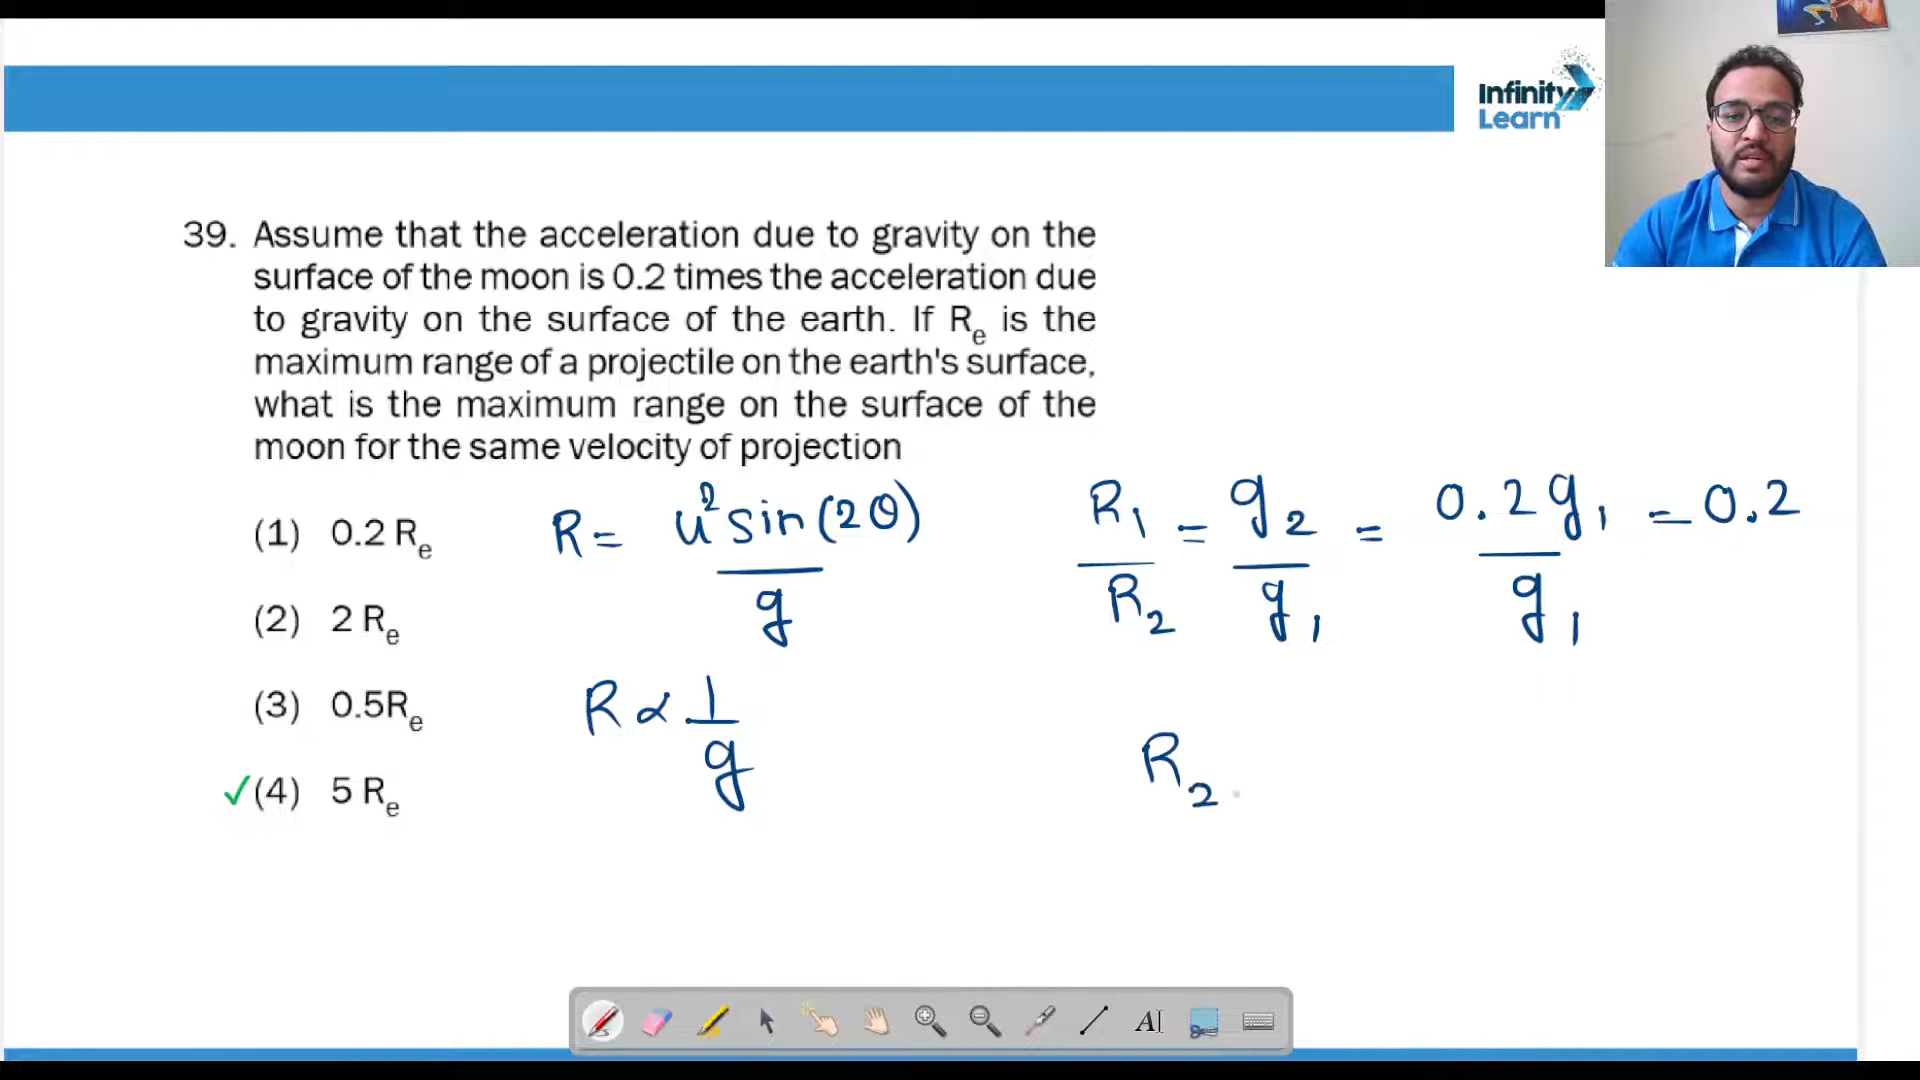 Infinity
Learn
39. Assume that the acceleration due to gravity on the
surface of the moon is 0.2 times the acceleration due
to gravity on the surface of the earth. If Rₑ is the
maximum range of a projectile on the earth's surface,
what is the maximum range on the surface of the
moon for the same velocity of projection
(1) 0.2 Rₑ
(2) 2 Rₑ
(3) 0.5Rₑ
✓(4) 5 Rₑ
R = u² sin(2θ) / g
R ∝ 1/g
R₁/R₂ = g₂/g₁ = 0.2g₁/g₁ = 0.2
R₂
AI